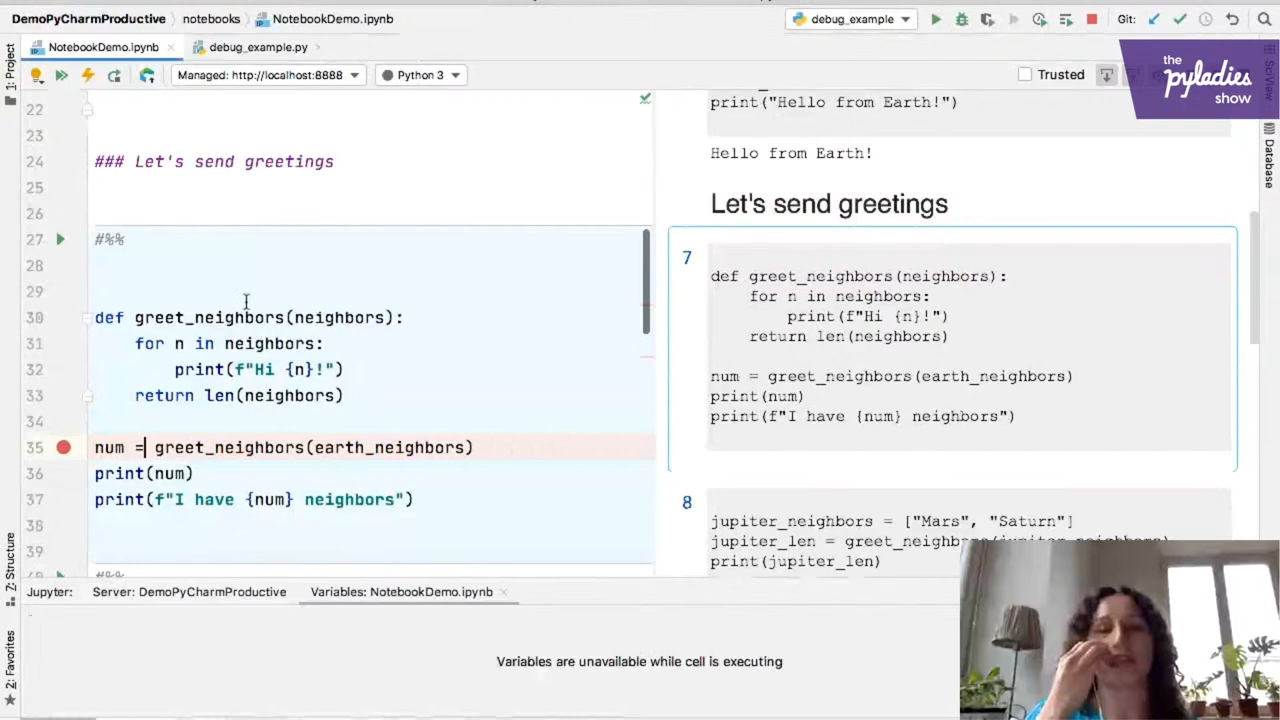 DemoPyCharmProductive
notebooks
NotebookDemo.ipynb
debug_example
Git:
NotebookDemo.ipynb
debug_example.py
the
pyladies
show
Managed: http://localhost:8888
Python 3
Trusted
1: Project
SciView
Database
Z: Structure
2: Favorites
22
23
24 ### Let's send greetings
25
26
27 #%%
28
29
30 def greet_neighbors(neighbors):
31 for n in neighbors:
32 print(f"Hi {n}!")
33 return len(neighbors)
34
35 num = greet_neighbors(earth_neighbors)
36 print(num)
37 print(f"I have {num} neighbors")
38
39
#%%
print("Hello from Earth!")
Hello from Earth!
Let's send greetings
7
def greet_neighbors(neighbors):
for n in neighbors:
print(f"Hi {n}!")
return len(neighbors)
num = greet_neighbors(earth_neighbors)
print(num)
print(f"I have {num} neighbors")
8
jupiter_neighbors = ["Mars", "Saturn"]
jupiter_len = greet_neighbors(jupiter_neighbors)
print(jupiter_len)
Jupyter:
Server: DemoPyCharmProductive
Variables: NotebookDemo.ipynb
Variables are unavailable while cell is executing